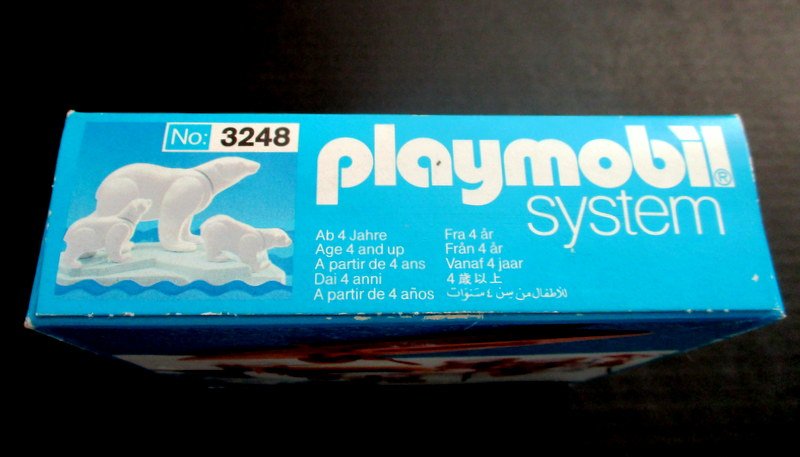 No: 3248
playmobil®
system
Ab 4 Jahre
Age 4 and up
A partir de 4 ans
Dai 4 anni
A partir de 4 años
Fra 4 år
Från 4 år
Vanaf 4 jaar
4 歳以上
للأطفال من سن ٤ سنوات